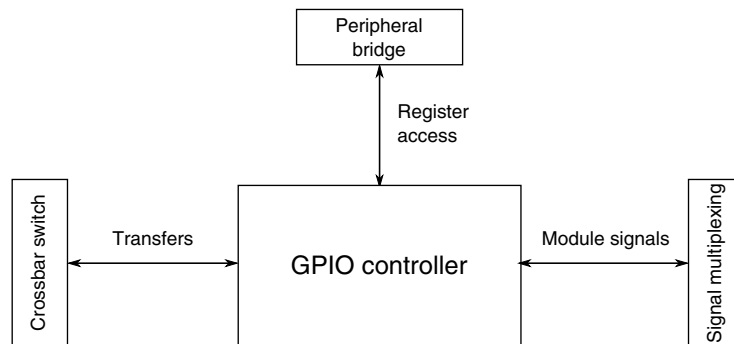 Peripheral
bridge
Register
access
Crossbar switch
Transfers
GPIO controller
Module signals
Signal multiplexing